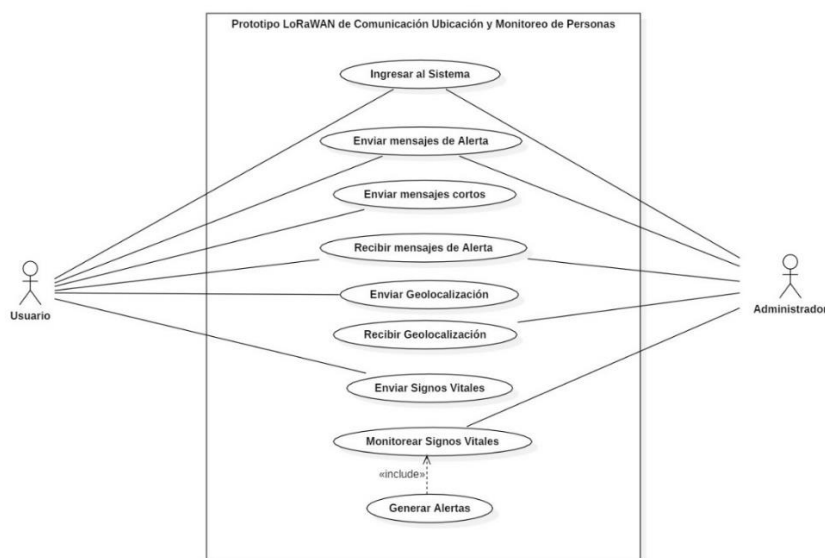 Prototipo LoRaWAN de Comunicación Ubicación y Monitoreo de Personas
Ingresar al Sistema
Enviar mensajes de Alerta
Enviar mensajes cortos
Recibir mensajes de Alerta
Enviar Geolocalización
Usuario
Administrador
Recibir Geolocalización
Enviar Signos Vitales
Monitorear Signos Vitales
«include»
Generar Alertas